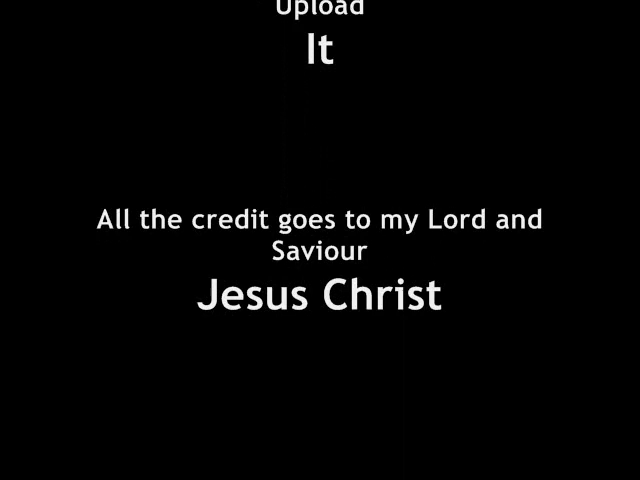 Upload
It
All the credit goes to my Lord and
Saviour
Jesus Christ